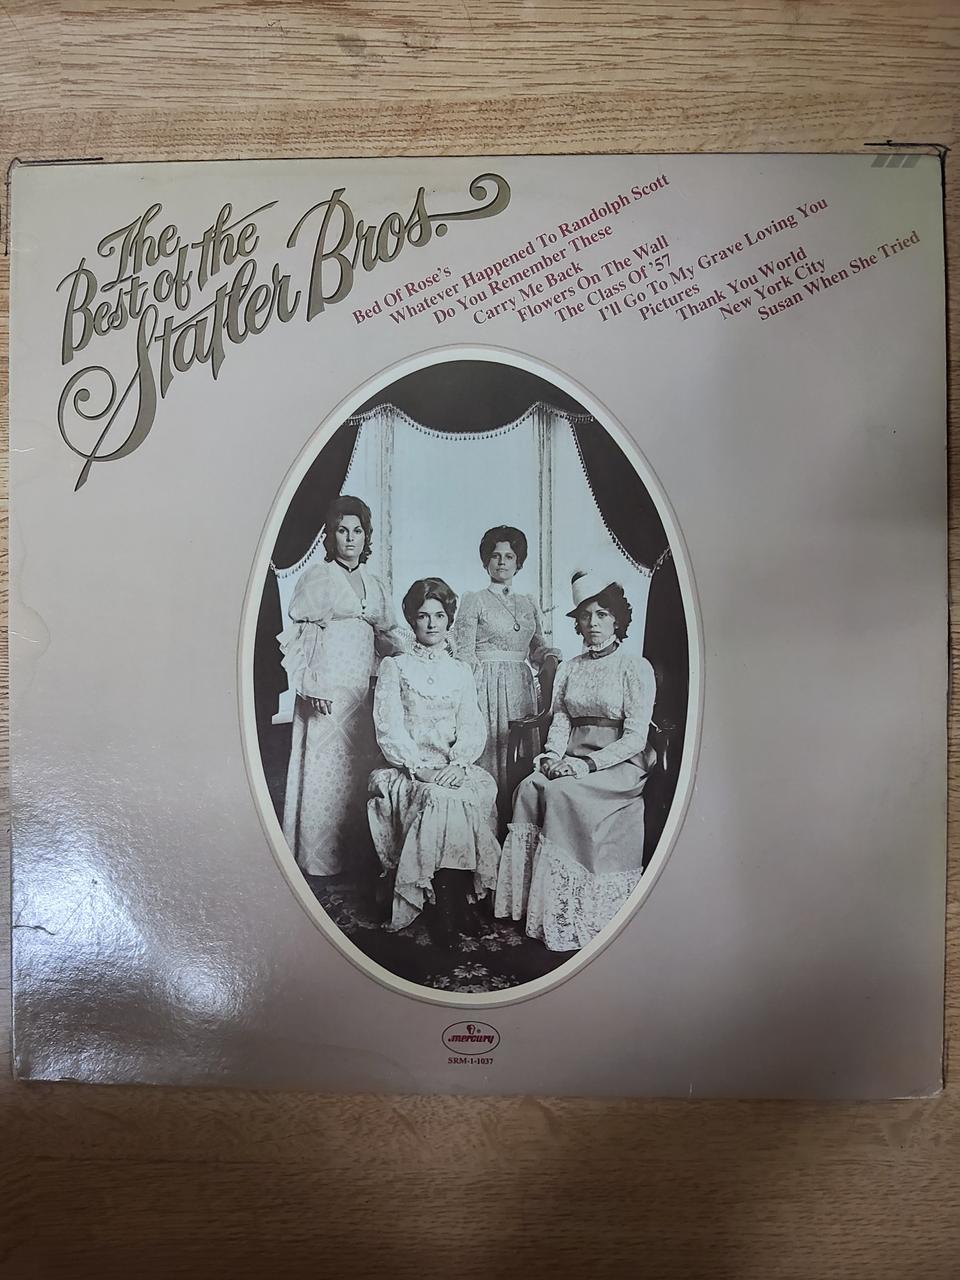 The
Best of the
Statler Bros.
Bed Of Rose's
Whatever Happened To Randolph Scott
Do You Remember These
Carry Me Back
Flowers On The Wall
The Class Of '57
I'll Go To My Grave Loving You
Pictures
Thank You World
New York City
Susan When She Tried
mercury
SRM-1-1037